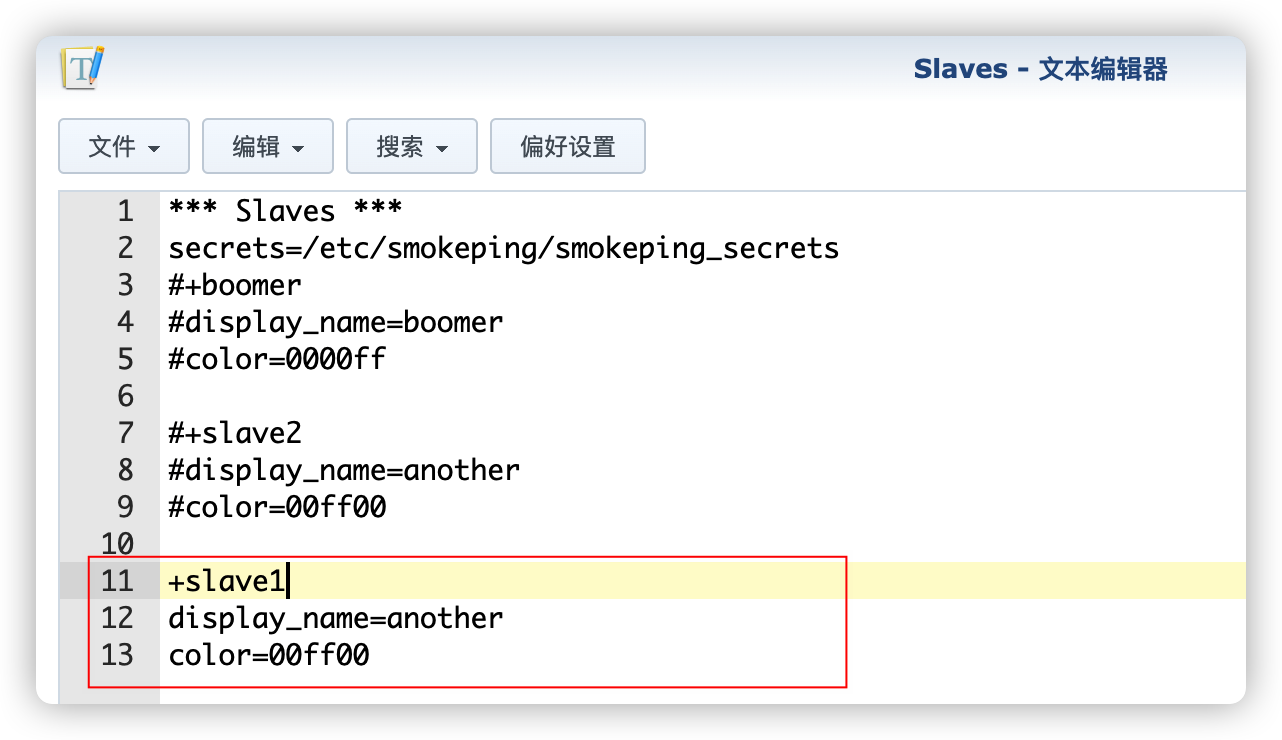 Slaves - 文本编辑器
文件 编辑 搜索 偏好设置
1 *** Slaves ***
2 secrets=/etc/smokeping/smokeping_secrets
3 #+boomer
4 #display_name=boomer
5 #color=0000ff
6
7 #+slave2
8 #display_name=another
9 #color=00ff00
10
11 +slave1
12 display_name=another
13 color=00ff00